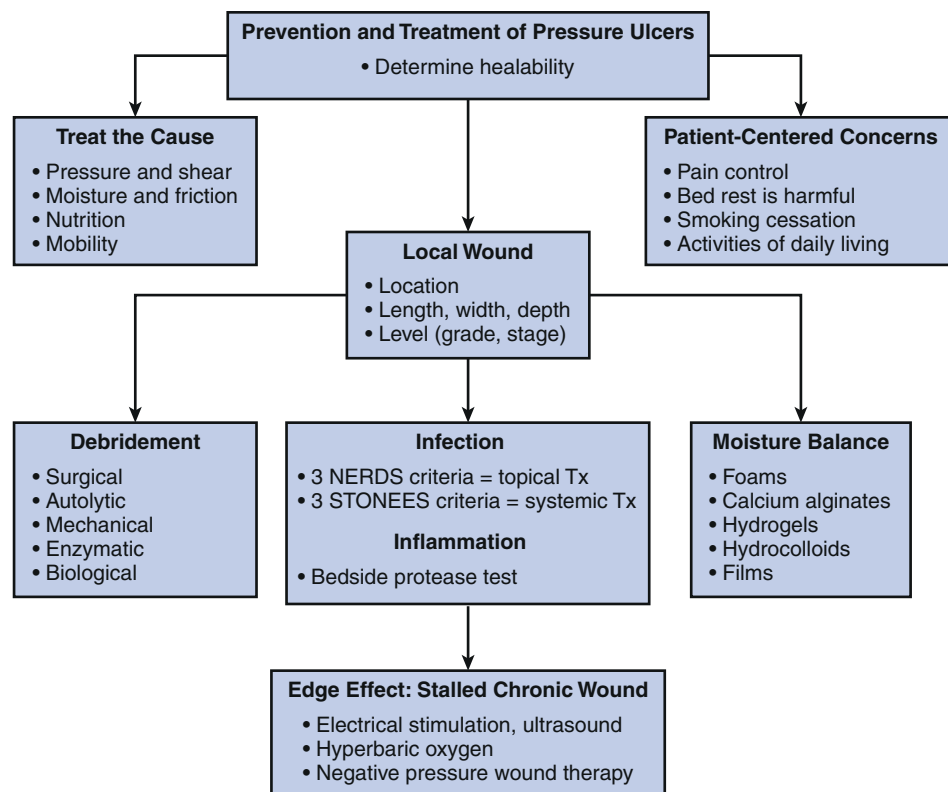 Prevention and Treatment of Pressure Ulcers
• Determine healability
Treat the Cause
• Pressure and shear
• Moisture and friction
• Nutrition
• Mobility
Patient-Centered Concerns
• Pain control
• Bed rest is harmful
• Smoking cessation
• Activities of daily living
Local Wound
• Location
• Length, width, depth
• Level (grade, stage)
Debridement
• Surgical
• Autolytic
• Mechanical
• Enzymatic
• Biological
Infection
• 3 NERDS criteria = topical Tx
• 3 STONEES criteria = systemic Tx
Inflammation
• Bedside protease test
Moisture Balance
• Foams
• Calcium alginates
• Hydrogels
• Hydrocolloids
• Films
Edge Effect: Stalled Chronic Wound
• Electrical stimulation, ultrasound
• Hyperbaric oxygen
• Negative pressure wound therapy